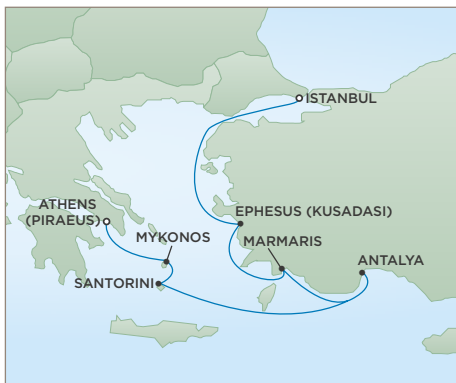 ISTANBUL
ATHENS
(PIRAEUS)
EPHESUS (KUSADASI)
MYKONOS
MARMARIS
ANTALYA
SANTORINI